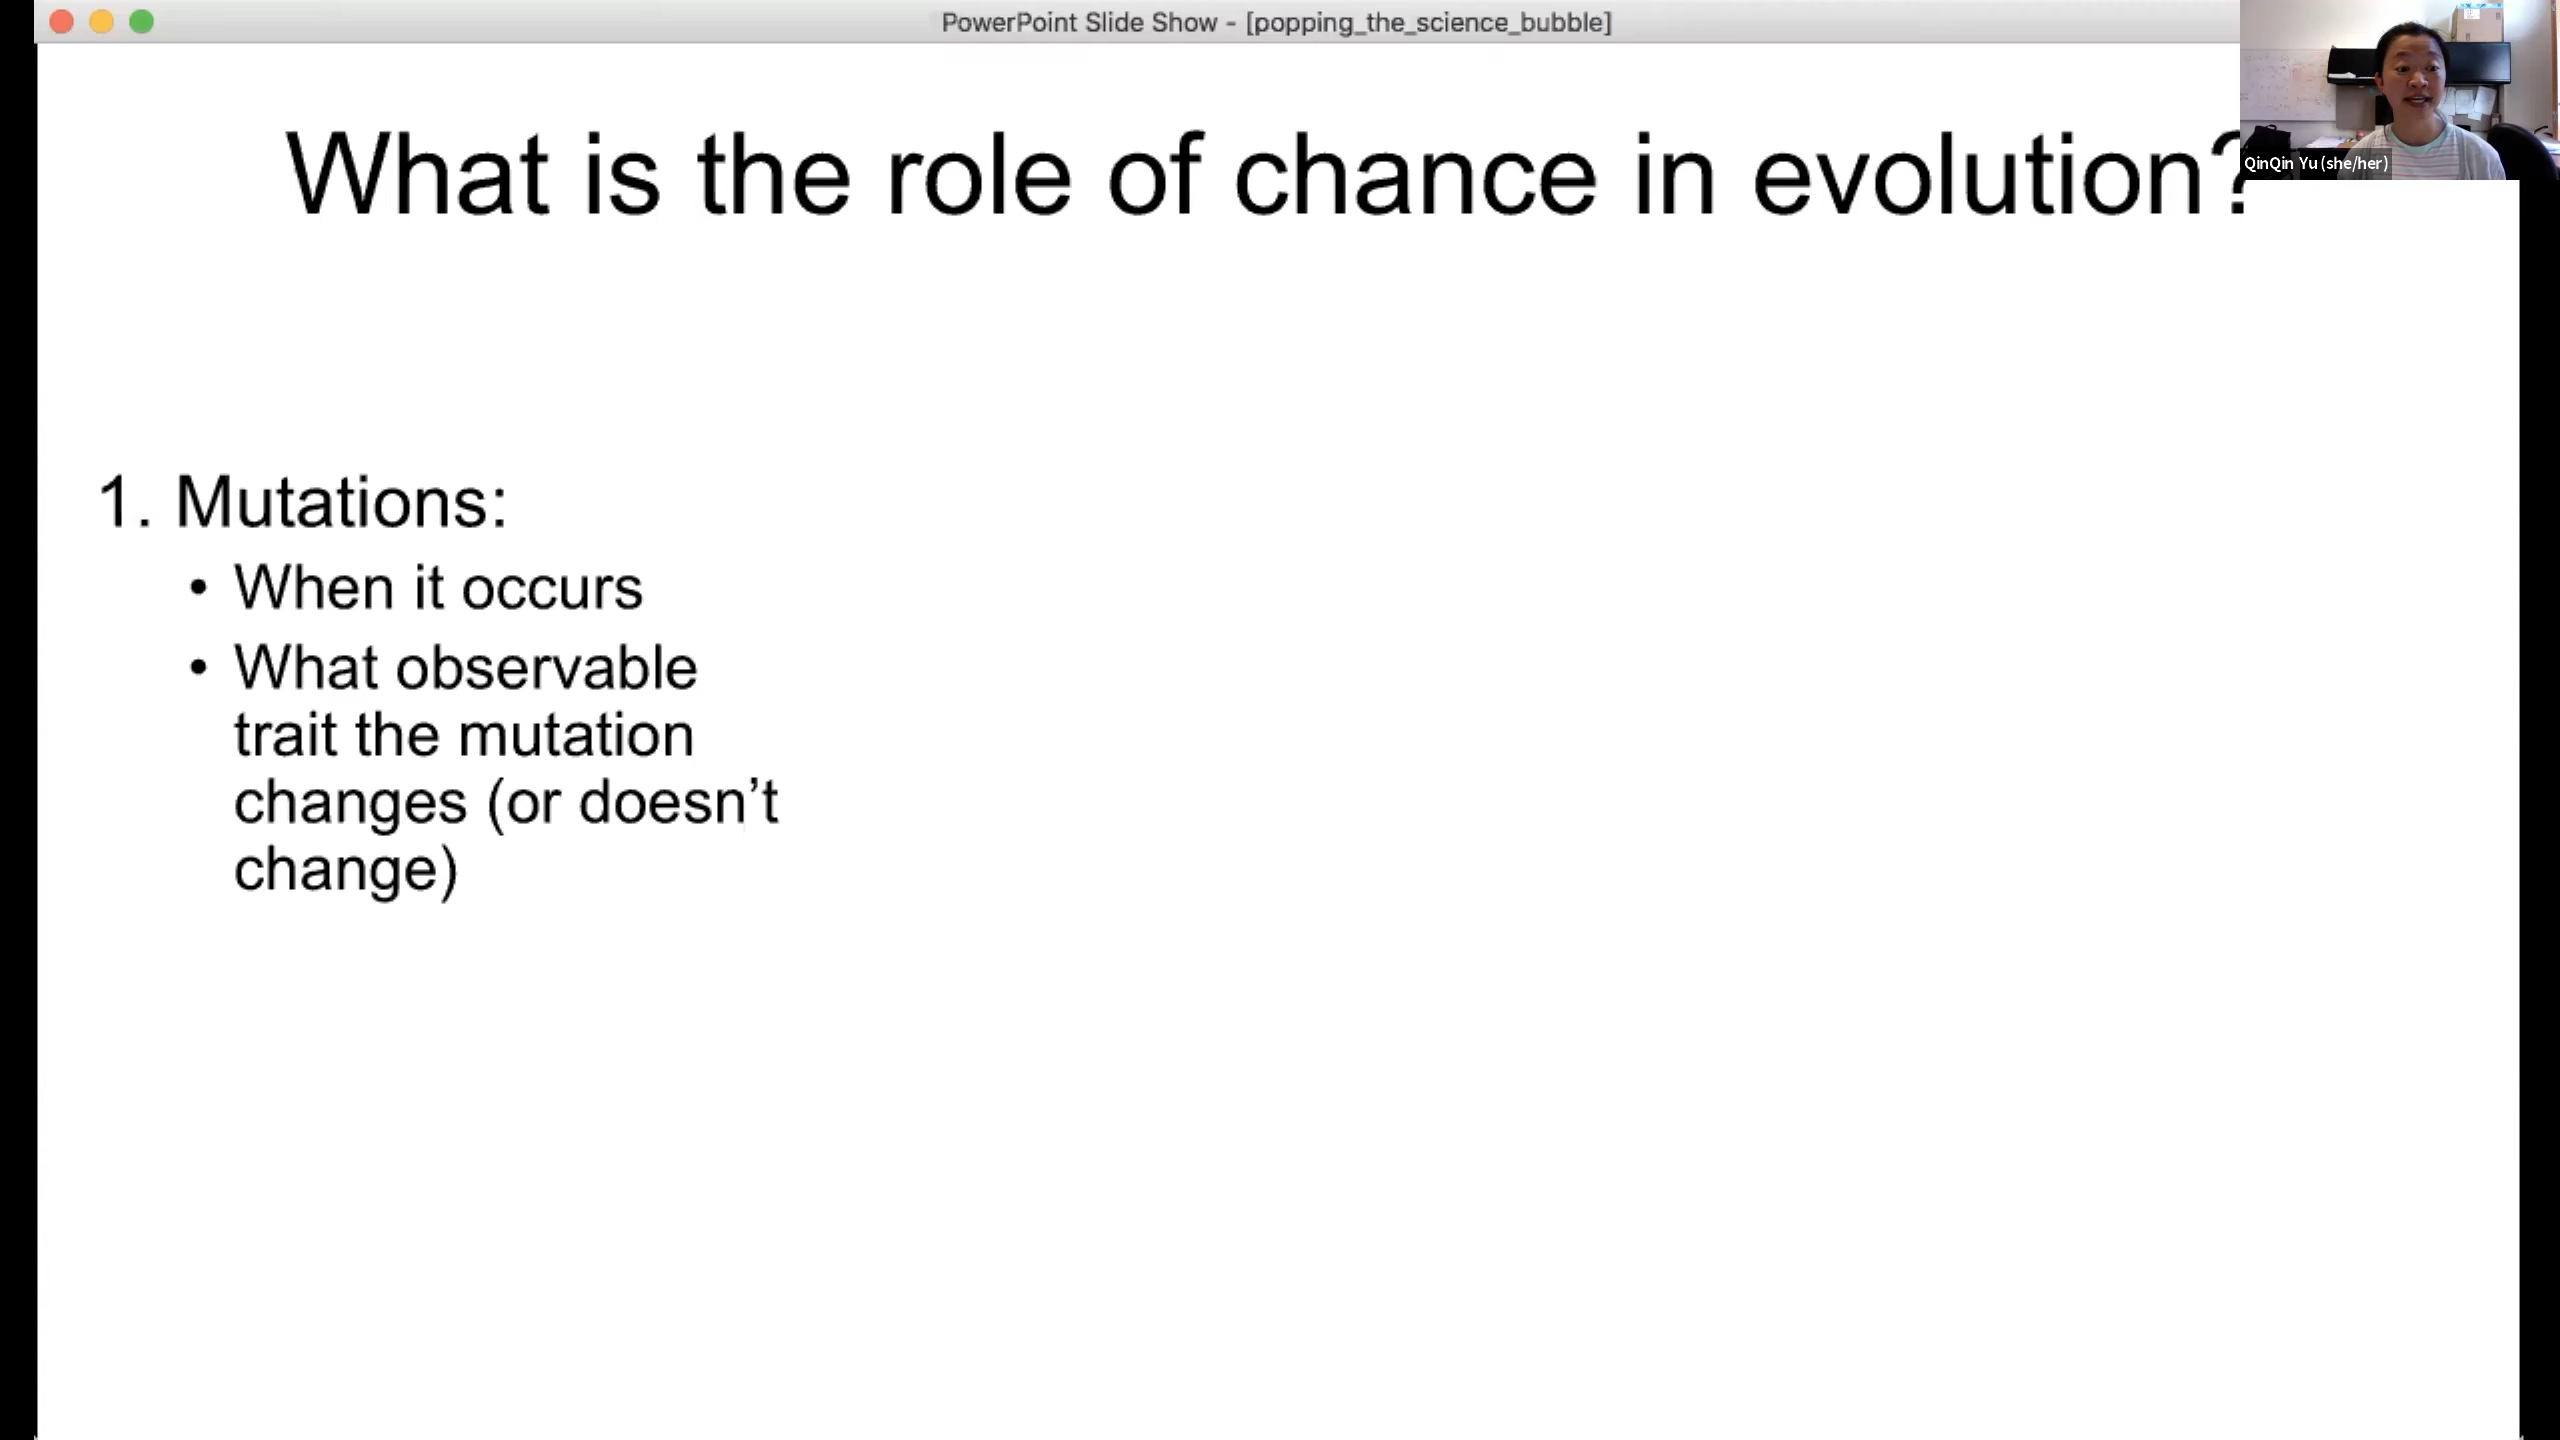 PowerPoint Slide Show - [popping_the_science_bubble]
What is the role of chance in evolution?
QinQin Yu (she/her)
1. Mutations:
• When it occurs
• What observable
trait the mutation
changes (or doesn’t
change)